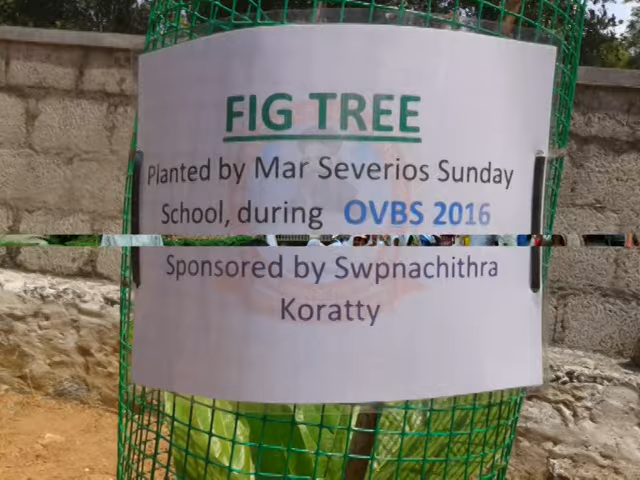 FIG TREE
Planted by Mar Severios Sunday
School, during OVBS 2016
Sponsored by Swpnachithra
Koratty